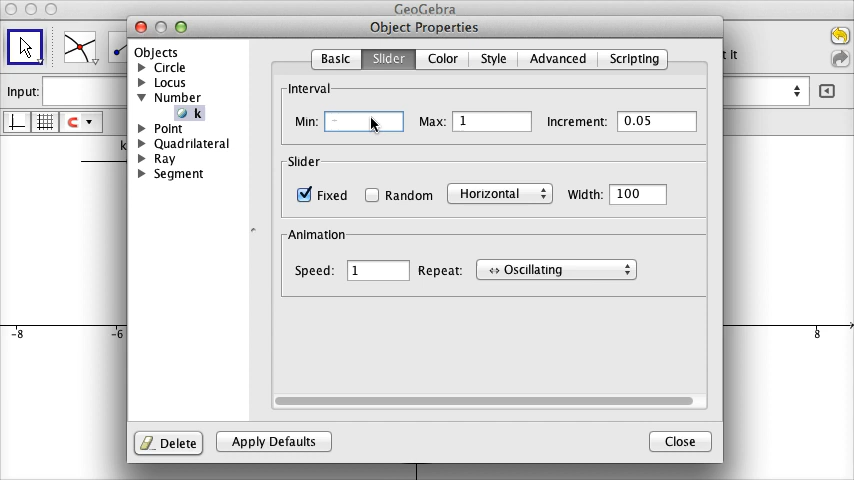 GeoGebra
Object Properties
t it
Input:
Objects
Circle
Locus
Number
k
Point
Quadrilateral
Ray
Segment
Basic
Slider
Color
Style
Advanced
Scripting
Interval
Min: - Max: 1 Increment: 0.05
Slider
Fixed Random Horizontal Width: 100
Animation
Speed: 1 Repeat: ⇔ Oscillating
k
-8 -6 8
Delete
Apply Defaults
Close